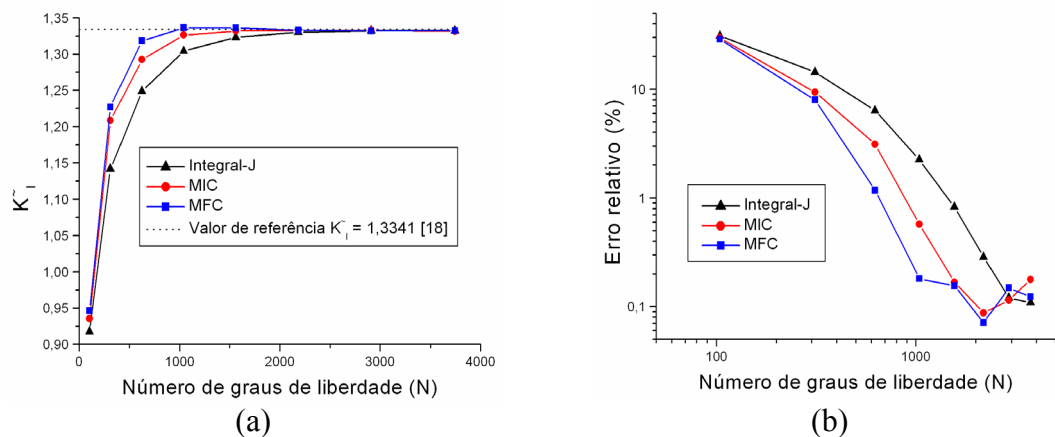 1,35
1,30
1,25
1,20
1,15
1,10
1,05
1,00
0,95
0,90
K~I
Integral-J
MIC
MFC
Valor de referência K~I = 1,3341 [18]
0
1000
2000
3000
4000
Número de graus de liberdade (N)
(a)
10
1
0,1
Erro relativo (%)
Integral-J
MIC
MFC
100
1000
Número de graus de liberdade (N)
(b)